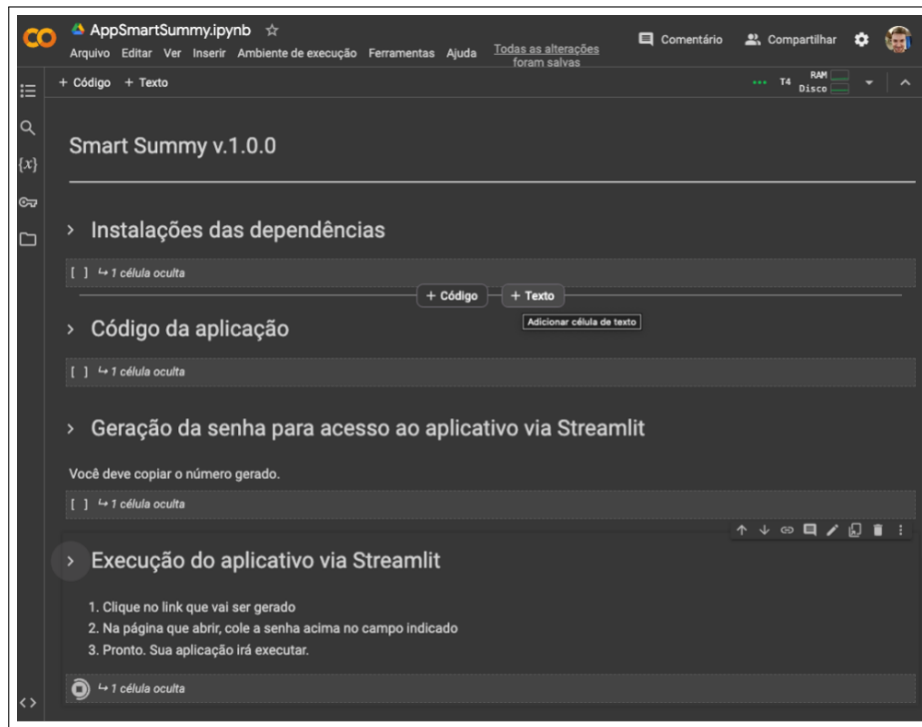 AppSmartSummy.ipynb
Comentário
Compartilhar
Arquivo Editar Ver Inserir Ambiente de execução Ferramentas Ajuda Todas as alterações foram salvas
+ Código + Texto
T4 RAM
Disco
{x}
Smart Summy v.1.0.0
Instalações das dependências
[ ] ↳ 1 célula oculta
+ Código + Texto
Adicionar célula de texto
Código da aplicação
[ ] ↳ 1 célula oculta
Geração da senha para acesso ao aplicativo via Streamlit
Você deve copiar o número gerado.
[ ] ↳ 1 célula oculta
Execução do aplicativo via Streamlit
1. Clique no link que vai ser gerado
2. Na página que abrir, cole a senha acima no campo indicado
3. Pronto. Sua aplicação irá executar.
↳ 1 célula oculta